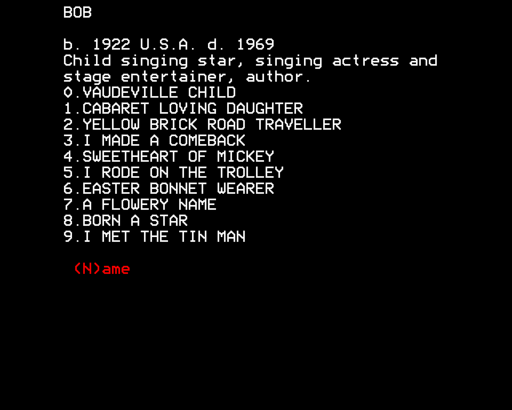 BOB
b. 1922 U.S.A. d. 1969
Child singing star, singing actress and
stage entertainer, author.
0.VAUDEVILLE CHILD
1.CABARET LOVING DAUGHTER
2.YELLOW BRICK ROAD TRAVELLER
3.I MADE A COMEBACK
4.SWEETHEART OF MICKEY
5.I RODE ON THE TROLLEY
6.EASTER BONNET WEARER
7.A FLOWERY NAME
8.BORN A STAR
9.I MET THE TIN MAN
(N)ame